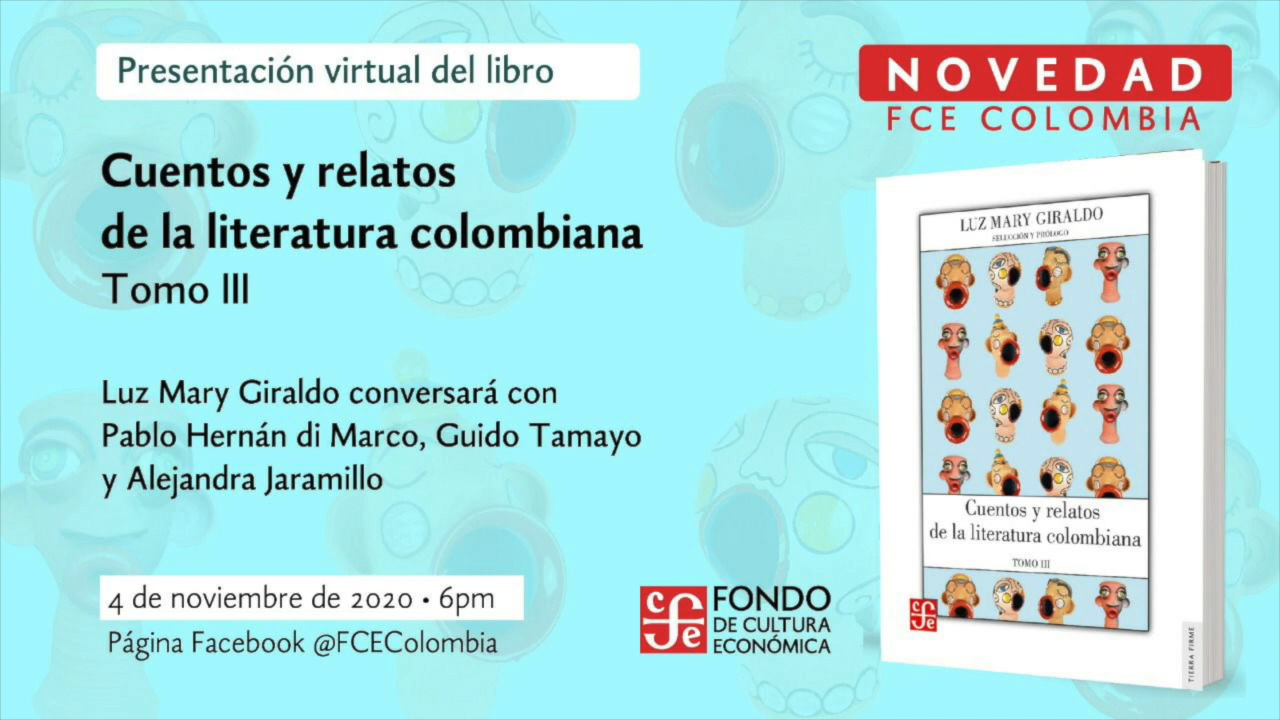 Presentación virtual del libro
Cuentos y relatos
de la literatura colombiana
Tomo III
Luz Mary Giraldo conversará con
Pablo Hernán di Marco, Guido Tamayo
y Alejandra Jaramillo
4 de noviembre de 2020 • 6pm
Página Facebook @FCEColombia
cfe
FONDO
DE CULTURA
ECONÓMICA
NOVEDAD
FCE COLOMBIA
LUZ MARY GIRALDO
SELECCIÓN Y PRÓLOGO
Cuentos y relatos
de la literatura colombiana
TOMO III
cfe
TIERRA FIRME